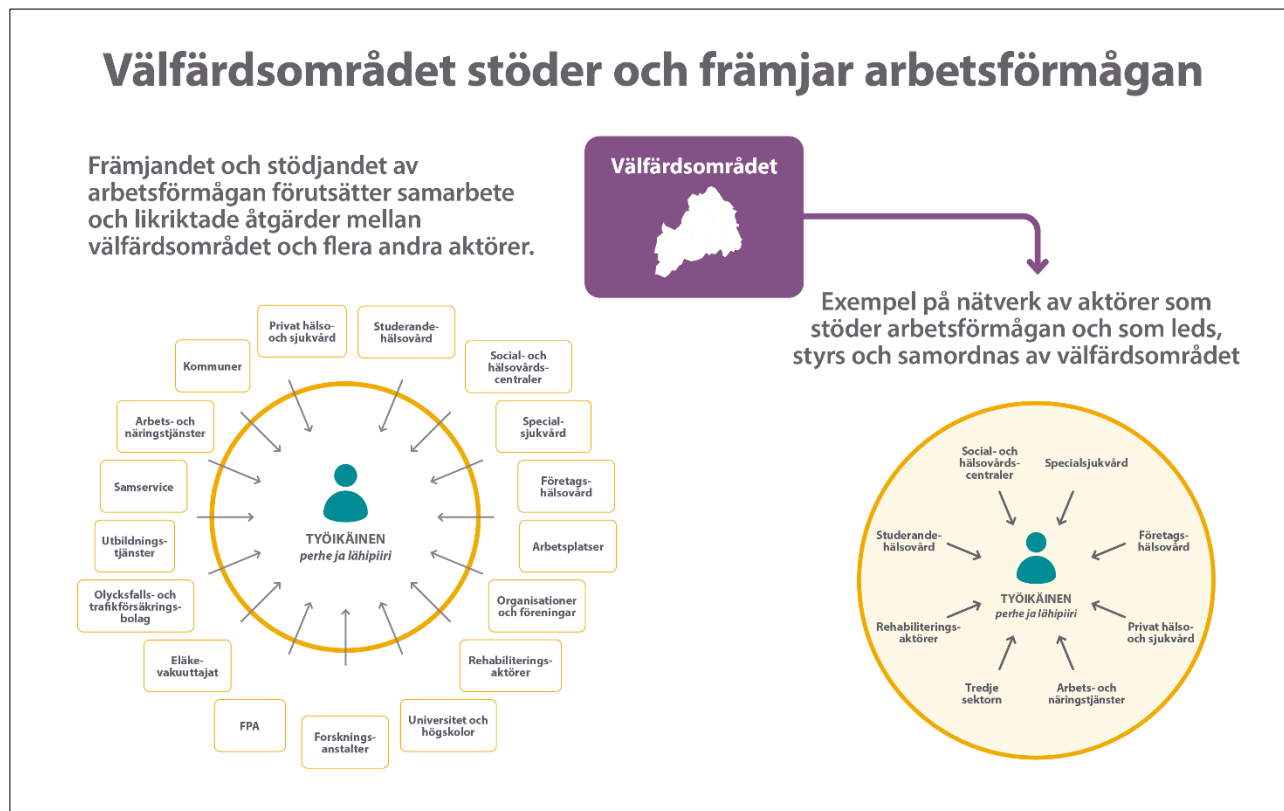 Välfärdsområdet stöder och främjar arbetsförmågan
Främjandet och stödjandet av
arbetsförmågan förutsätter samarbete
och likriktade åtgärder mellan
välfärdsområdet och flera andra aktörer.
Välfärdsområdet
Exempel på nätverk av aktörer som
stöder arbetsförmågan och som leds,
styrs och samordnas av välfärdsområdet
Privat hälso-
och sjukvård
Studerande-
hälsovård
Social- och
hälsovårds-
centraler
Special-
sjukvård
Företags-
hälsovård
Arbetsplatser
Organisationer
och föreningar
Rehabiliterings-
aktörer
Universitet och
högskolor
Forsknings-
anstalter
FPA
Eläke-
vakuuttajat
Olycksfalls- och
trafikförsäkrings-
bolag
Utbildnings-
tjänster
Samservice
Arbets- och
näringstjänster
Kommuner
TYÖIKÄINEN
perhe ja lähipiiri
Social- och
hälsovårds-
centraler
Specialsjukvård
Företags-
hälsovård
Privat hälso-
och sjukvård
Arbets- och
näringstjänster
Tredje
sektorn
Rehabiliterings-
aktörer
Studerande-
hälsovård
TYÖIKÄINEN
perhe ja lähipiiri